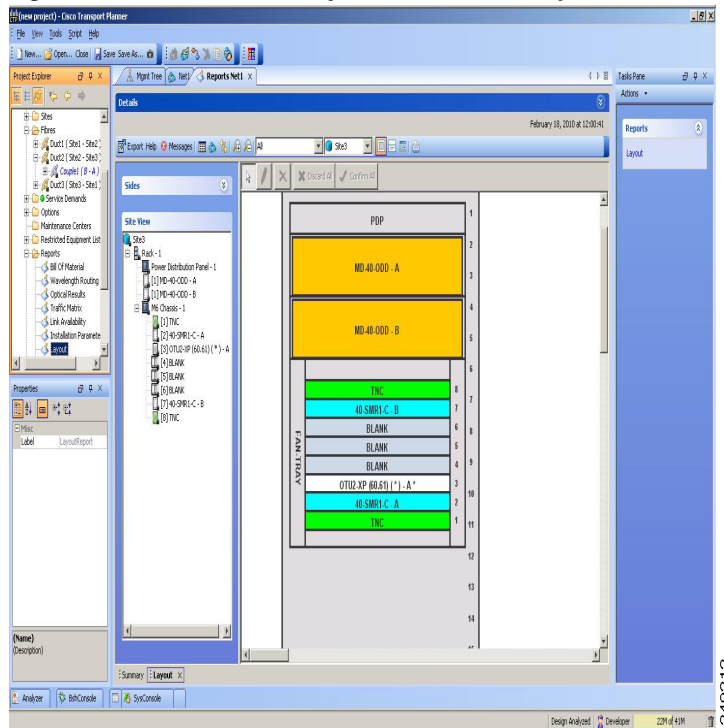 (new project) - Cisco Transport Planner
File View Tools Script Help
New... Open... Close Save Save As...
Project Explorer
Mgmt Tree Net1 Reports Net1 x
Tasks Pane
Actions
Details
February 18, 2010 at 12:00:41
Reports
Layout
Export Help Messages All Site3
Discard All Confirm All
Sites
Fibres
Duct1 ( Site1 - Site2 )
Duct2 ( Site2 - Site3 )
Couple1 ( B - A )
Duct3 ( Site3 - Site1 )
Service Demands
Options
Maintenance Centers
Restricted Equipment List
Reports
Bill Of Material
Wavelength Routing
Optical Results
Traffic Matrix
Link Availability
Installation Paramete
Layout
Properties
Misc
Label LayoutReport
(Name)
(Description)
Sides
Site View
Site3
Rack - 1
Power Distribution Panel - 1
[1] MD-40-ODD - A
[1] MD-40-ODD - B
M6 Chassis - 1
[1] TNC
[2] 40-SMR1-C - A
[3] OTU2-XP (60.61) ( * ) - A
[4] BLANK
[5] BLANK
[6] BLANK
[7] 40-SMR1-C - B
[8] TNC
PDP 1
2
MD-40-ODD - A
3
4
MD-40-ODD - B
5
6
FAN-TRAY
TNC 8
7
40-SMR1-C - B 7
BLANK 6 8
BLANK 5
BLANK 4 9
OTU2-XP (60.61) ( * ) - A * 3
10
40-SMR1-C - A 2
TNC 1 11
12
13
14
Summary Layout x
Analyzer BshConsole SysConsole
Design Analyzed Developer 22M of 41M